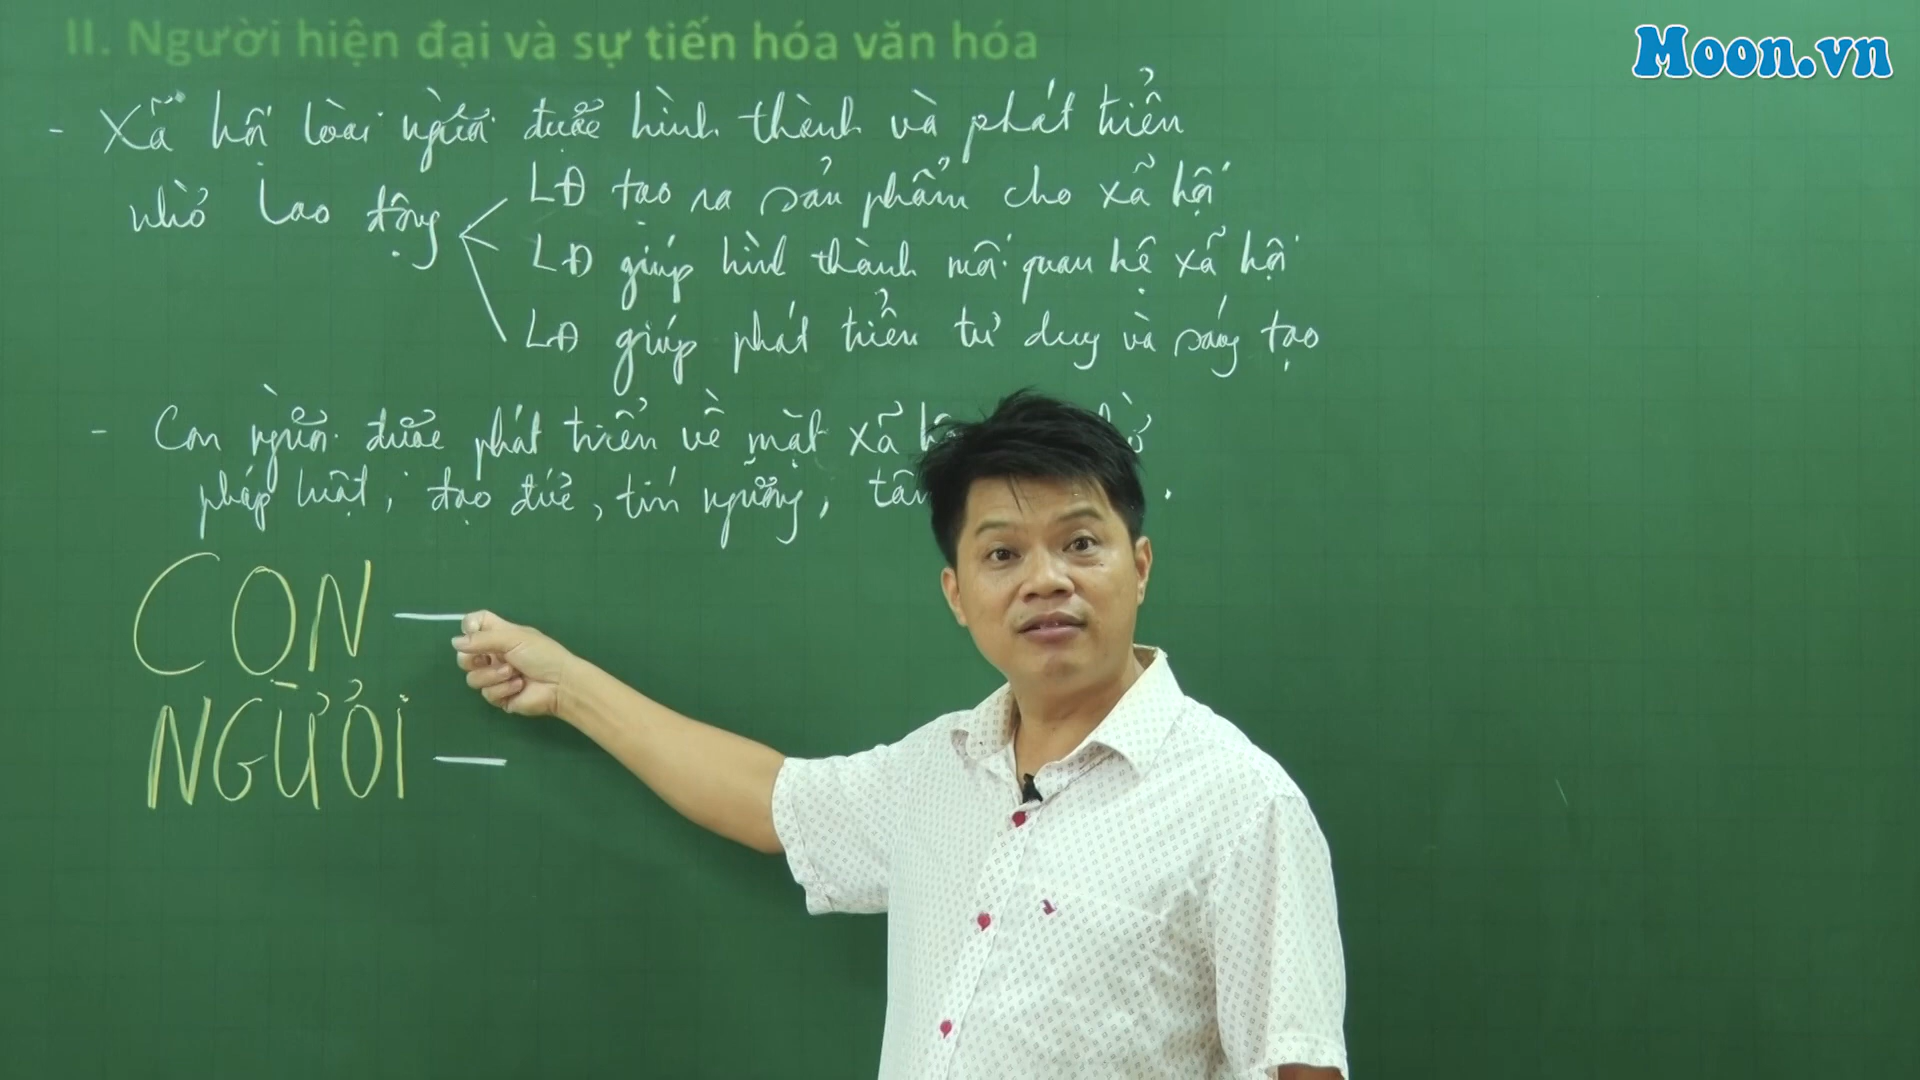 II. Người hiện đại và sự tiến hóa văn hóa
Moon.vn
- Xã hội loài người được hình thành và phát triển
nhờ lao động
LĐ tạo ra sản phẩm cho xã hội
LĐ giúp hình thành mối quan hệ xã hội
LĐ giúp phát triển tư duy và sáng tạo
- Con người được phát triển về mặt xã
pháp luật, đạo đức, tín ngưỡng,
CON
NGƯỜI